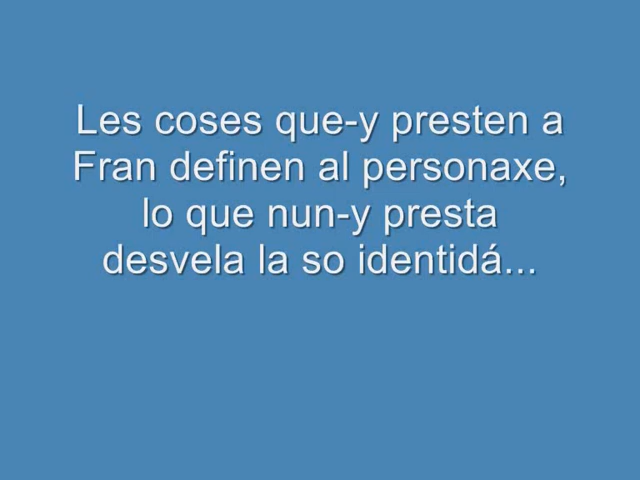 Les coses que-y presten a
Fran definen al personaxe,
lo que nun-y presta
desvela la so identidá...